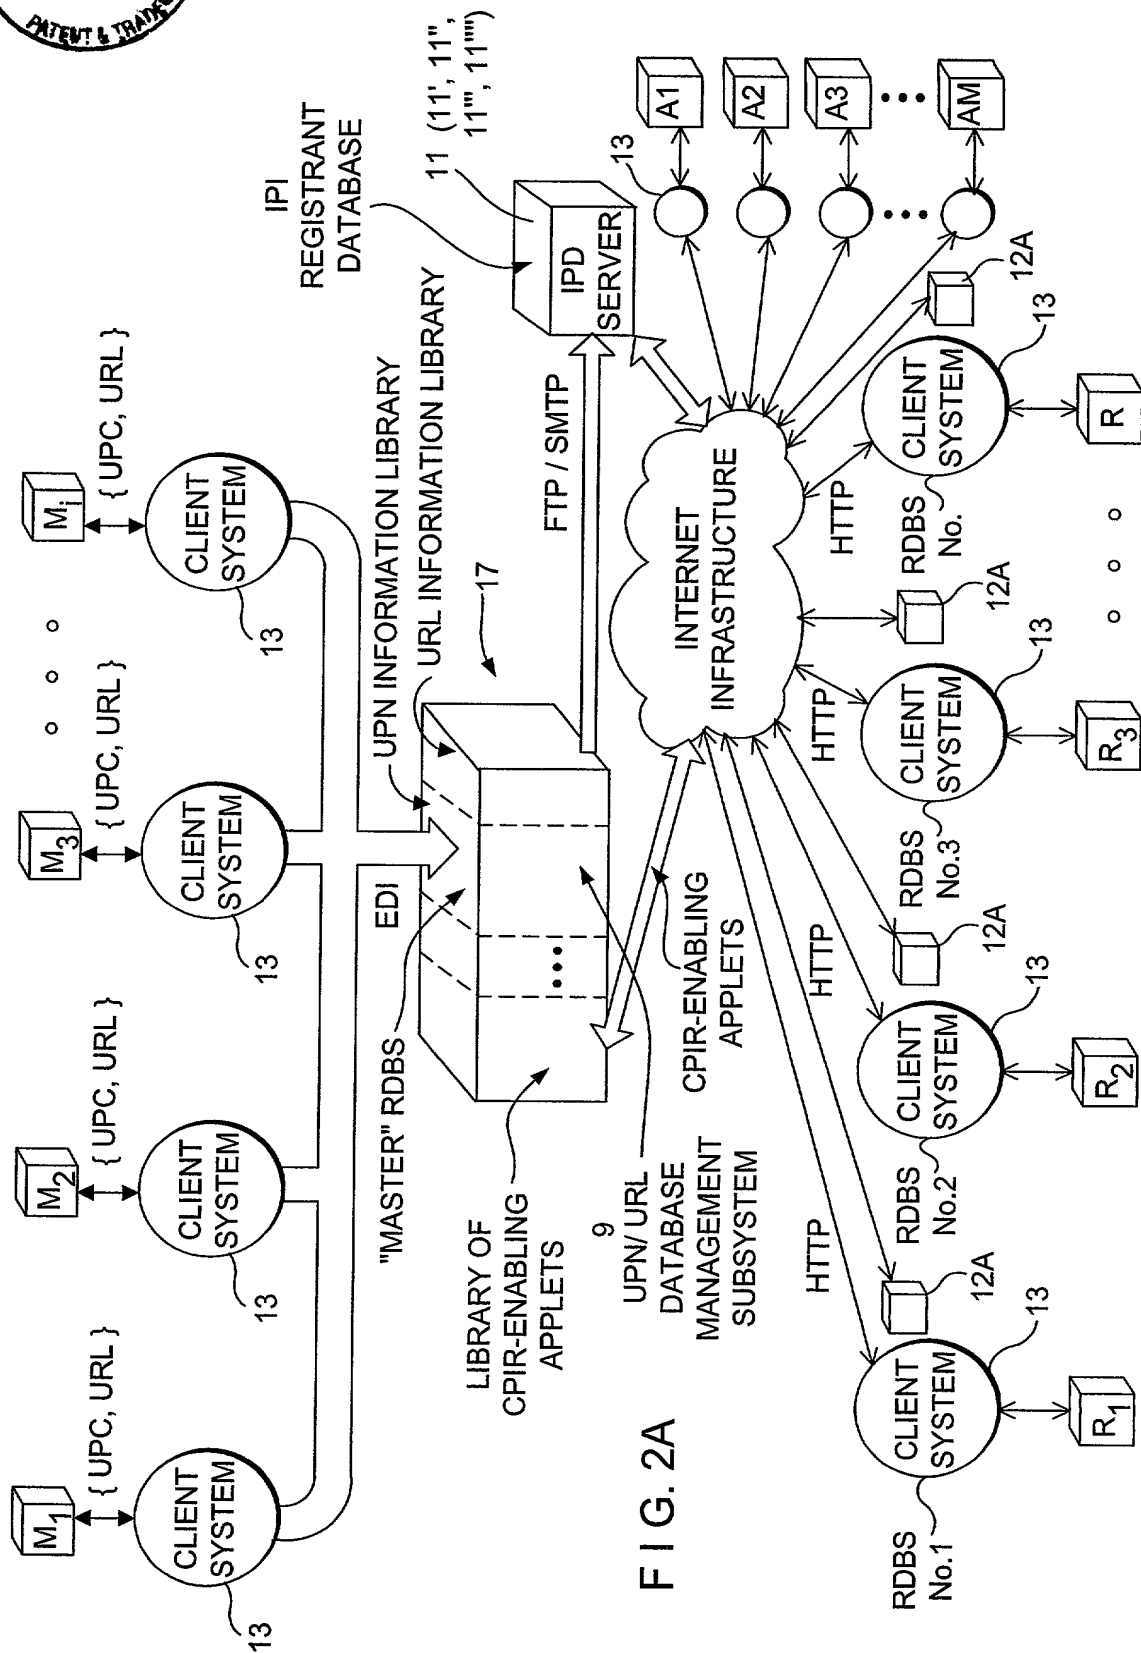 PATENT & TRADE
M1
{ UPC, URL }
CLIENT
SYSTEM
13
M2
{ UPC, URL }
CLIENT
SYSTEM
13
M3
{ UPC, URL }
CLIENT
SYSTEM
13
Mi
{ UPC, URL }
CLIENT
SYSTEM
13
EDI
"MASTER" RDBS
UPN INFORMATION LIBRARY
URL INFORMATION LIBRARY
17
LIBRARY OF
CPIR-ENABLING
APPLETS
9
UPN/ URL
DATABASE
MANAGEMENT
SUBSYSTEM
CPIR-ENABLING
APPLETS
FTP / SMTP
IPI
REGISTRANT
DATABASE
11 (11', 11'',
11''', 11'''')
IPD
SERVER
INTERNET
INFRASTRUCTURE
13
A1
A2
A3
AM
HTTP
HTTP
HTTP
HTTP
12A
12A
12A
12A
RDBS
No.1
CLIENT
SYSTEM
13
R1
RDBS
No.2
CLIENT
SYSTEM
13
R2
RDBS
No.3
CLIENT
SYSTEM
13
R3
RDBS
No.
CLIENT
SYSTEM
13
R
FIG. 2A